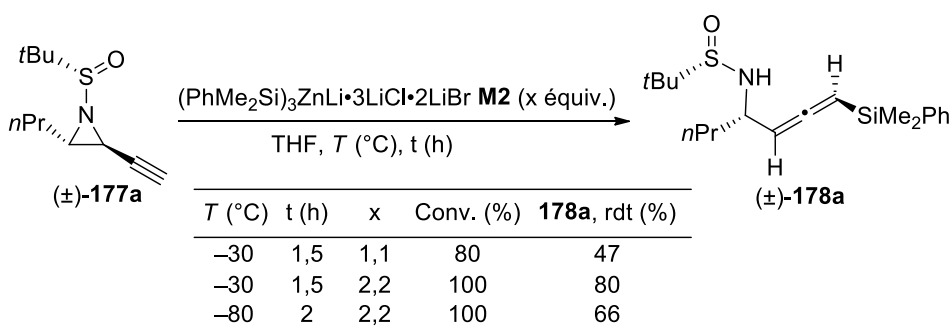 O
tBu
S
N
nPr
(±)-177a
(PhMe2Si)3ZnLi•3LiCl•2LiBr M2 (x équiv.)
THF, T (°C), t (h)
O
S
tBu
NH
H
nPr
SiMe2Ph
H
(±)-178a
T (°C) t (h) x Conv. (%) 178a, rdt (%)
–30 1,5 1,1 80 47
–30 1,5 2,2 100 80
–80 2 2,2 100 66